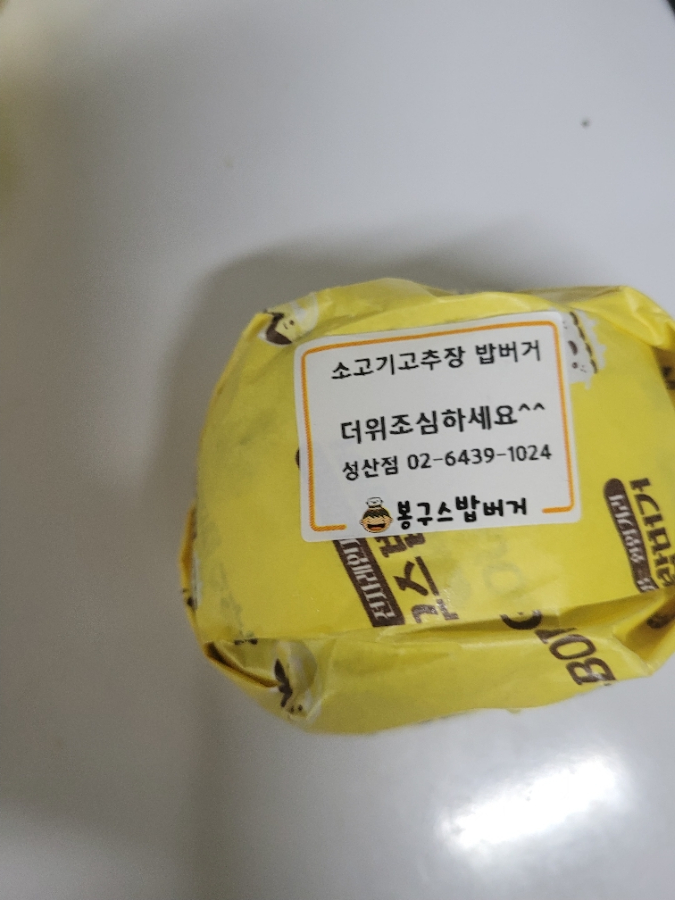 소고기고추장 밥버거
더위조심하세요^^
성산점 02-6439-1024
봉구스밥버거